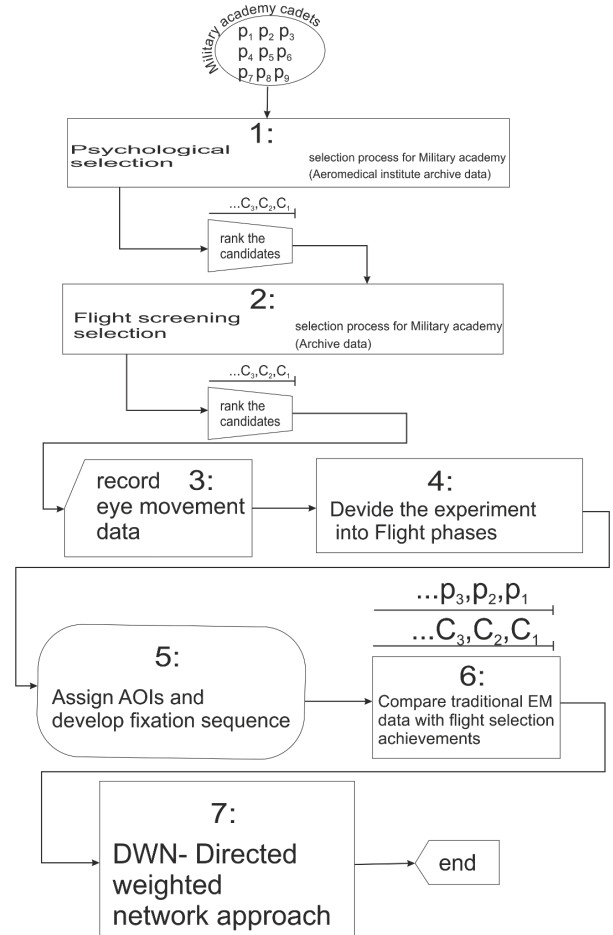 Military academy cadets
p₁ p₂ p₃
p₄ p₅ p₆
p₇ p₈ p₉
1:
Psychological
selection
selection process for Military academy
(Aeromedical institute archive data)
...C₃,C₂,C₁
rank the
candidates
2:
Flight screening
selection
selection process for Military academy
(Archive data)
...C₃,C₂,C₁
rank the
candidates
3:
record
eye movement
data
4:
Devide the experiment
into Flight phases
...p₃,p₂,p₁
...C₃,C₂,C₁
5:
Assign AOIs and
develop fixation sequence
6:
Compare traditional EM
data with flight selection
achievements
7:
DWN- Directed
weighted
network approach
end